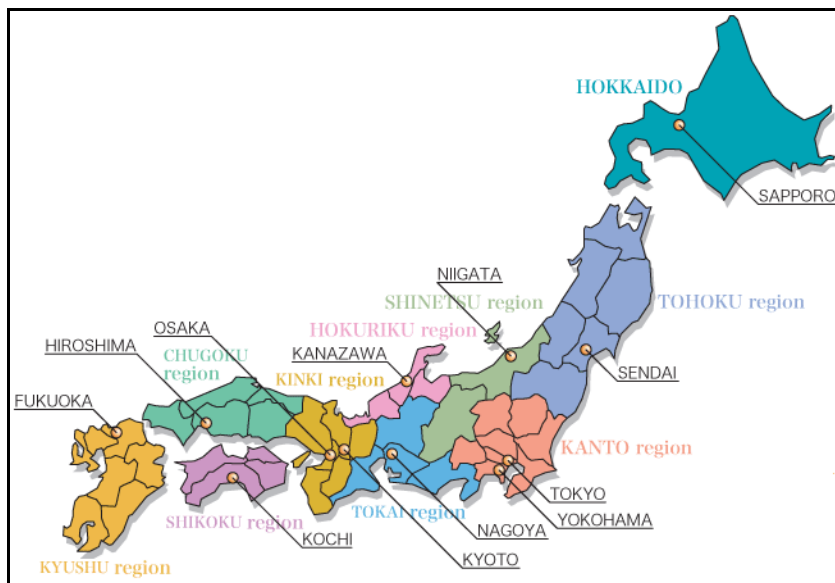 HOKKAIDO
SAPPORO
NIIGATA
SHINETSU region
TOHOKU region
OSAKA
HOKURIKU region
HIROSHIMA
CHUGOKU
region
KANAZAWA
KINKI region
SENDAI
FUKUOKA
KANTO region
TOKYO
YOKOHAMA
SHIKOKU region
TOKAI region
NAGOYA
KOCHI
KYOTO
KYUSHU region